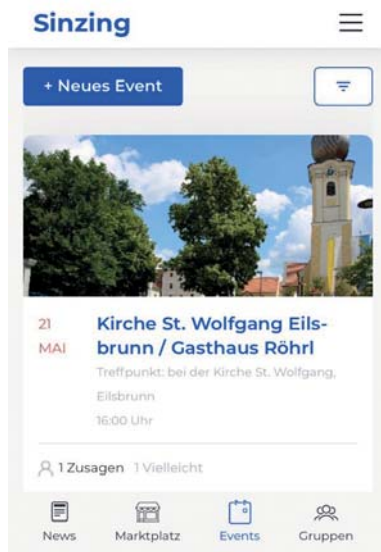 Sinzing
+ Neues Event
21
MAI
Kirche St. Wolfgang Eils-
brunn / Gasthaus Röhrl
Treffpunkt: bei der Kirche St. Wolfgang,
Eilsbrunn
16:00 Uhr
1 Zusagen 1 Vielleicht
News Marktplatz Events Gruppen